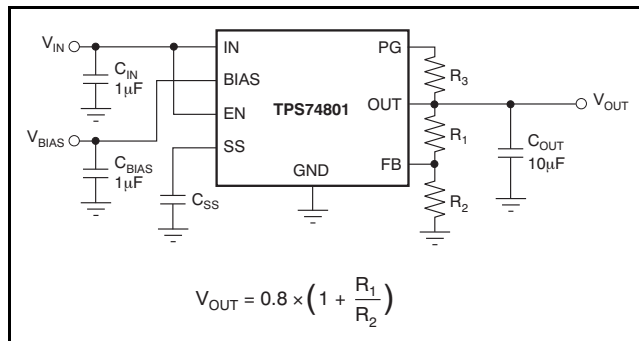 V_IN
C_IN
1µF
V_BIAS
C_BIAS
1µF
C_SS
IN
BIAS
EN
SS
TPS74801
GND
PG
OUT
FB
R_3
R_1
R_2
V_OUT
C_OUT
10µF
V_OUT = 0.8 × (1 + R_1/R_2)